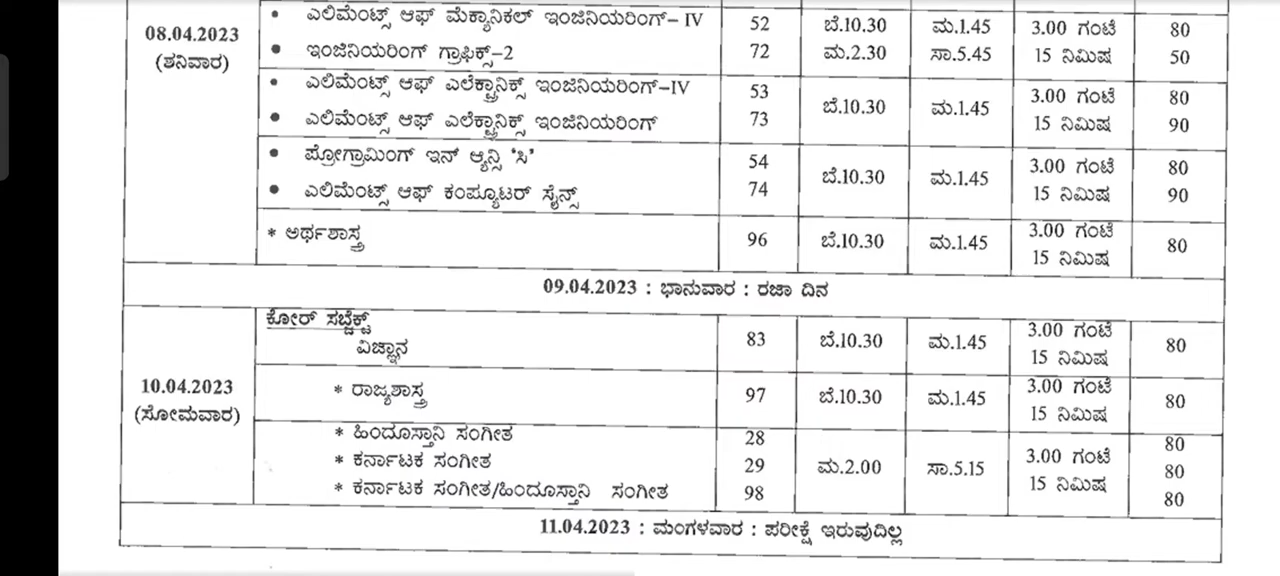 08.04.2023
(ಶನಿವಾರ)
• ಎಲಿಮೆಂಟ್ಸ್ ಆಫ್ ಮೆಕ್ಯಾನಿಕಲ್ ಇಂಜಿನಿಯರಿಂಗ್– IV 52 ಬೆ.10.30 ಮ.1.45 3.00 ಗಂಟೆ 80
• ಇಂಜಿನಿಯರಿಂಗ್ ಗ್ರಾಫಿಕ್ಸ್–2 72 ಮ.2.30 ಸಾ.5.45 15 ನಿಮಿಷ 50
• ಎಲಿಮೆಂಟ್ಸ್ ಆಫ್ ಎಲೆಕ್ಟ್ರಾನಿಕ್ಸ್ ಇಂಜಿನಿಯರಿಂಗ್–IV 53 ಬೆ.10.30 ಮ.1.45 3.00 ಗಂಟೆ 80
• ಎಲಿಮೆಂಟ್ಸ್ ಆಫ್ ಎಲೆಕ್ಟ್ರಾನಿಕ್ಸ್ ಇಂಜಿನಿಯರಿಂಗ್ 73 15 ನಿಮಿಷ 90
• ಪ್ರೋಗ್ರಾಮಿಂಗ್ ಇನ್ ಆ್ಯನ್ಸಿ ‘ಸಿ’ 54 ಬೆ.10.30 ಮ.1.45 3.00 ಗಂಟೆ 80
• ಎಲಿಮೆಂಟ್ಸ್ ಆಫ್ ಕಂಪ್ಯೂಟರ್ ಸೈನ್ಸ್ 74 15 ನಿಮಿಷ 90
* ಅರ್ಥಶಾಸ್ತ್ರ 96 ಬೆ.10.30 ಮ.1.45 3.00 ಗಂಟೆ 80
15 ನಿಮಿಷ
09.04.2023 : ಭಾನುವಾರ : ರಜಾ ದಿನ
10.04.2023
(ಸೋಮವಾರ)
ಕೋರ್ ಸಬ್ಜೆಕ್ಟ್ 83 ಬೆ.10.30 ಮ.1.45 3.00 ಗಂಟೆ 80
ವಿಜ್ಞಾನ 15 ನಿಮಿಷ
* ರಾಜ್ಯಶಾಸ್ತ್ರ 97 ಬೆ.10.30 ಮ.1.45 3.00 ಗಂಟೆ 80
15 ನಿಮಿಷ
* ಹಿಂದೂಸ್ತಾನಿ ಸಂಗೀತ 28 80
* ಕರ್ನಾಟಕ ಸಂಗೀತ 29 ಮ.2.00 ಸಾ.5.15 3.00 ಗಂಟೆ 80
* ಕರ್ನಾಟಕ ಸಂಗೀತ/ಹಿಂದೂಸ್ತಾನಿ ಸಂಗೀತ 98 15 ನಿಮಿಷ 80
11.04.2023 : ಮಂಗಳವಾರ : ಪರೀಕ್ಷೆ ಇರುವುದಿಲ್ಲ